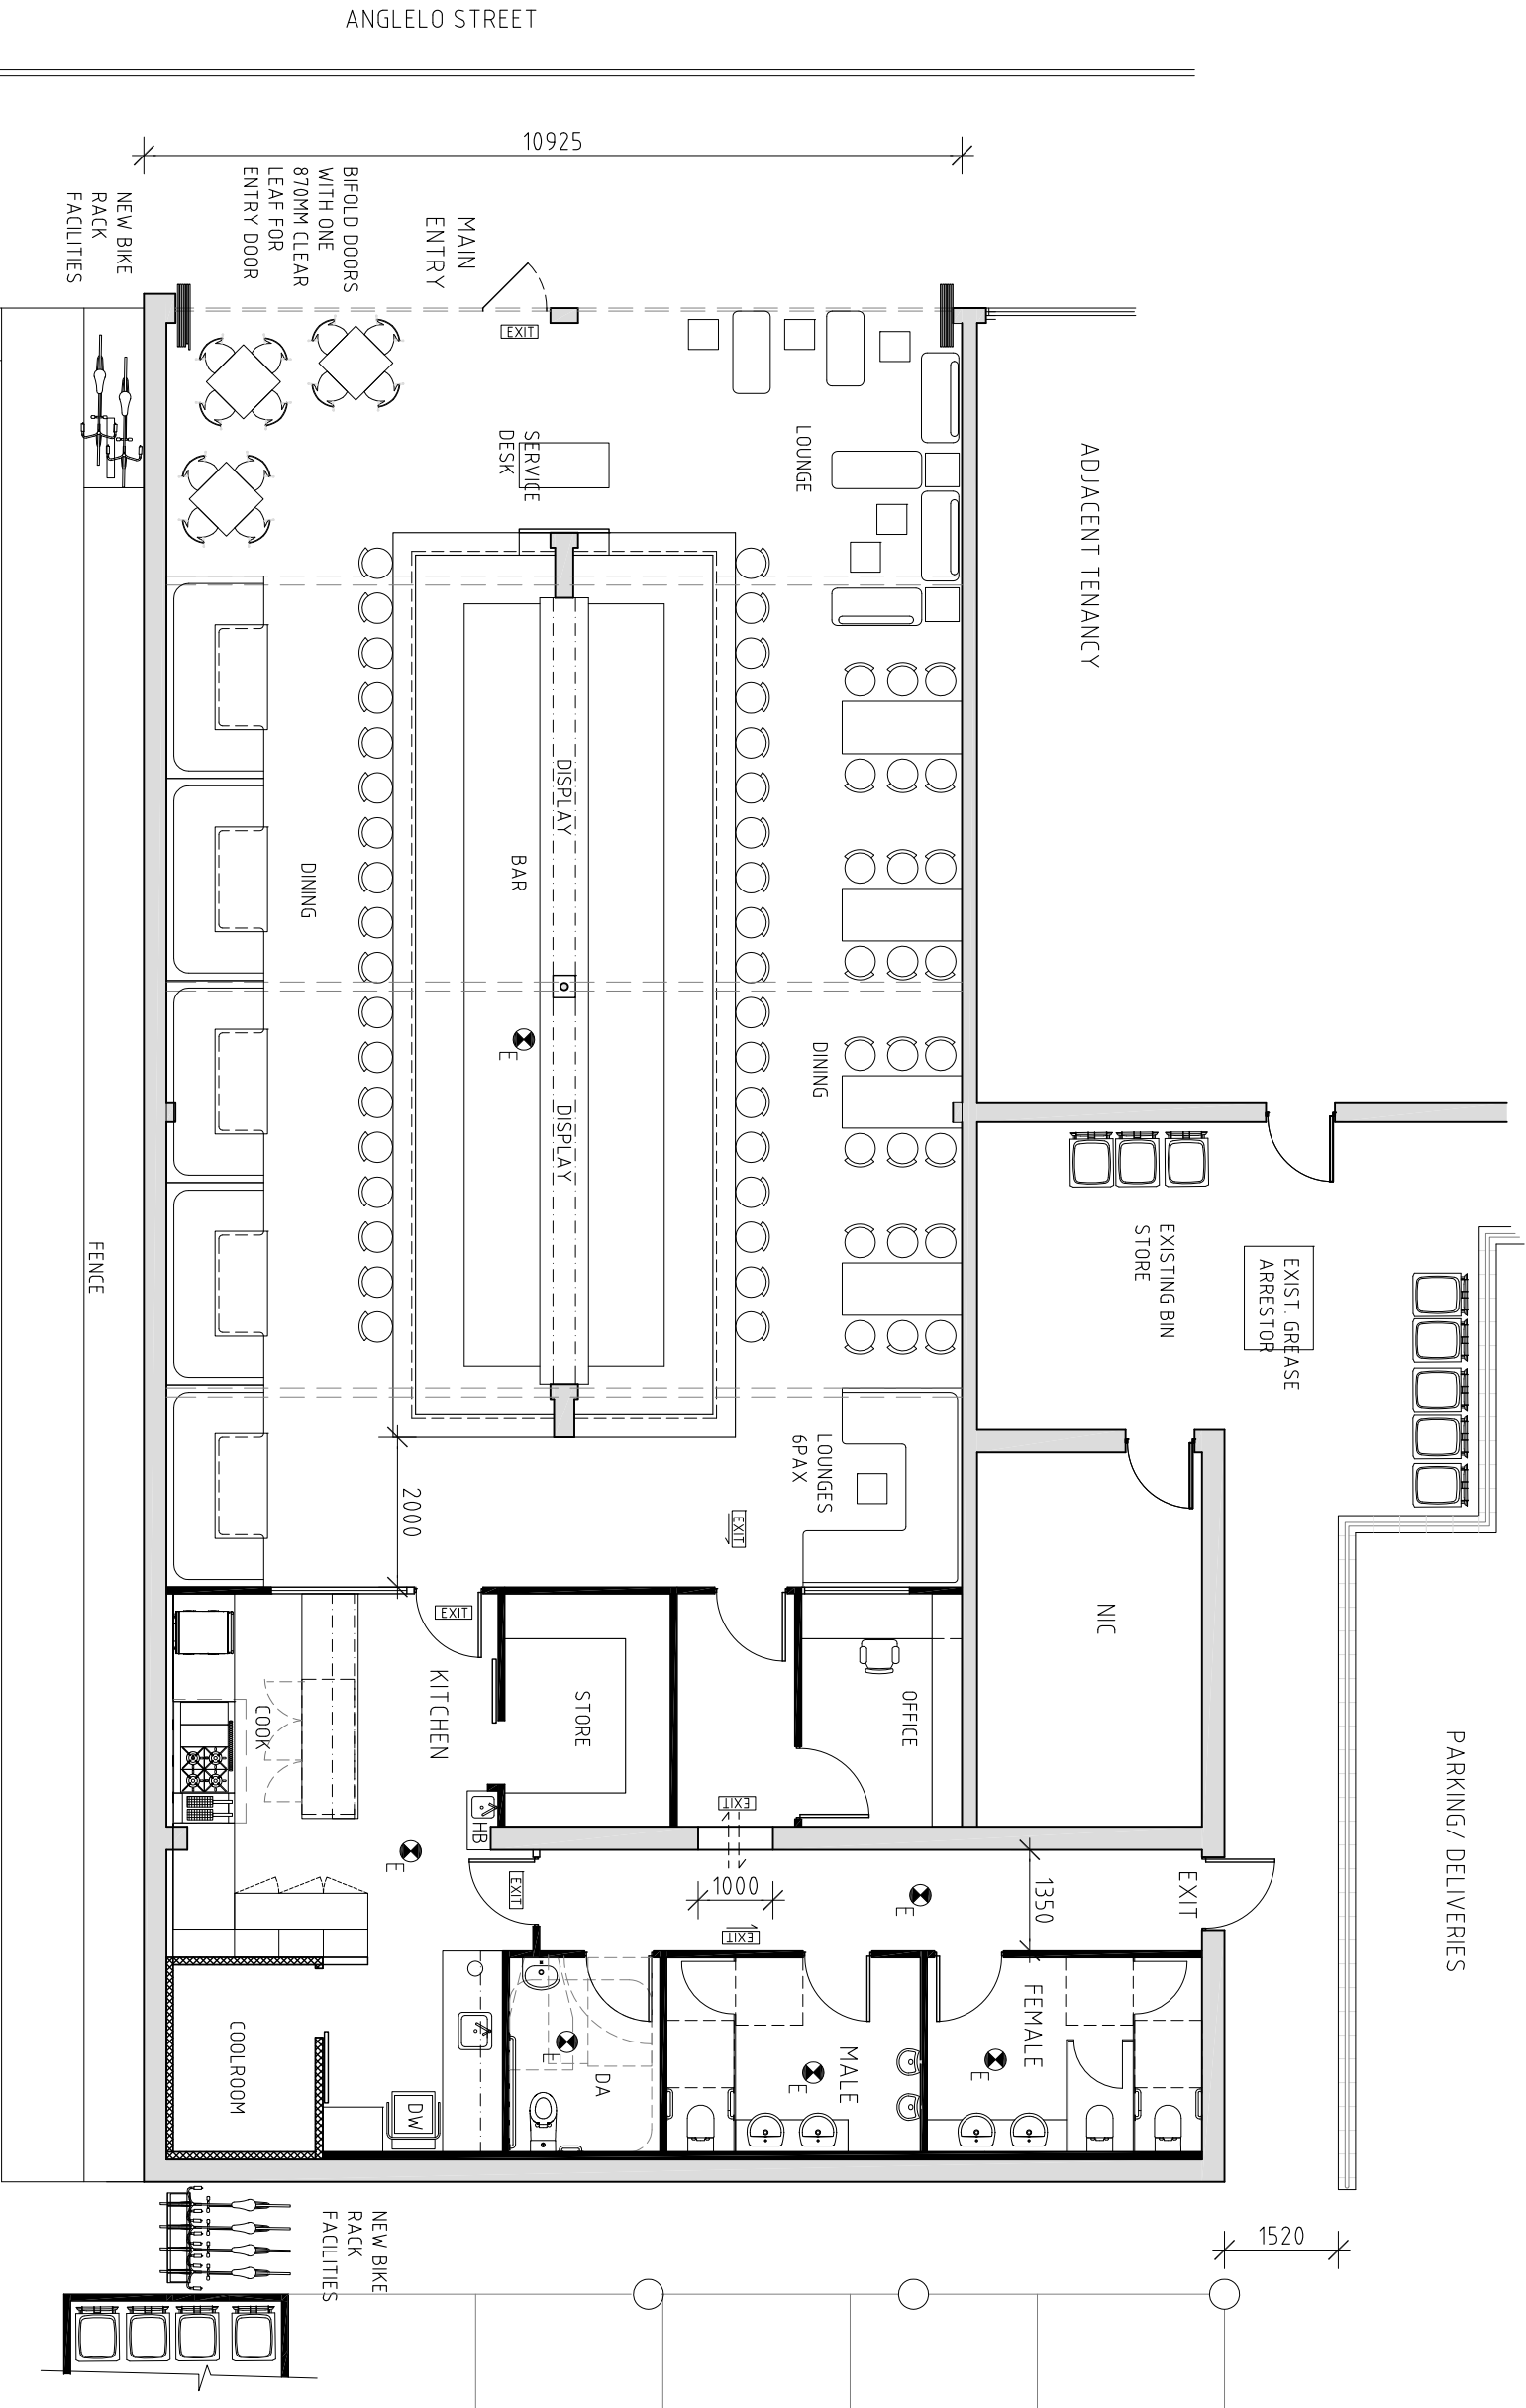 ANGLELO STREET
10925
BIFOLD DOORS
WITH ONE
870MM CLEAR
LEAF FOR
ENTRY DOOR
NEW BIKE
RACK
FACILITIES
MAIN
ENTRY
EXIT
SERVICE
DESK
LOUNGE
ADJACENT TENANCY
DISPLAY
BAR
DINING
E
DINING
DISPLAY
EXISTING BIN
STORE
EXIST. GREASE
ARRESTOR
FENCE
LOUNGES
6PAX
2000
EXIT
EXIT
NIC
KITCHEN
COOK
STORE
OFFICE
PARKING/ DELIVERIES
EXIT
HB
E
EXIT
1000
E
1350
EXIT
EXIT
FEMALE
E
MALE
E
DA
E
COOLROOM
DW
NEW BIKE
RACK
FACILITIES
1520